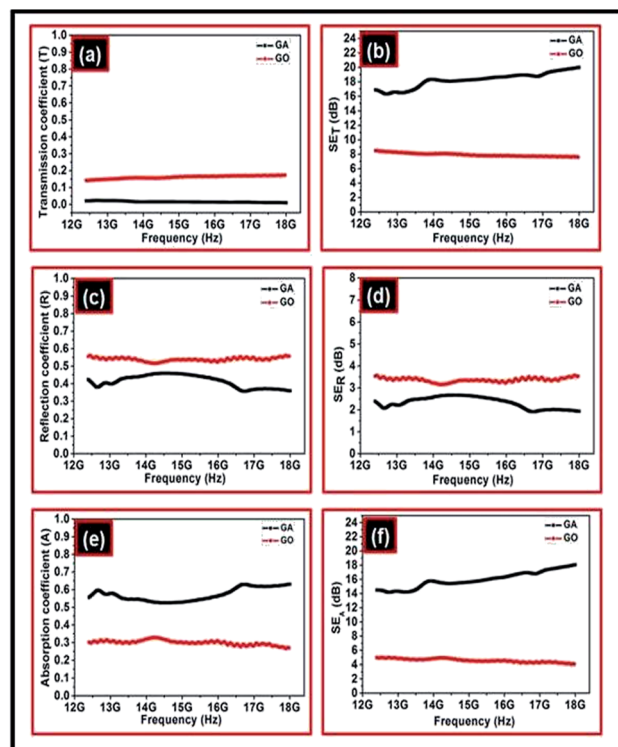 (a)
GA
GO
Transmission coefficient (T)
1.0
0.9
0.8
0.7
0.6
0.5
0.4
0.3
0.2
0.1
0.0
12G 13G 14G 15G 16G 17G 18G
Frequency (Hz)
(b)
GA
GO
SET (dB)
24
22
20
18
16
14
12
10
8
6
4
2
0
12G 13G 14G 15G 16G 17G 18G
Frequency (Hz)
(c)
GA
GO
Reflection coefficient (R)
1.0
0.9
0.8
0.7
0.6
0.5
0.4
0.3
0.2
0.1
0.0
12G 13G 14G 15G 16G 17G 18G
Frequency (Hz)
(d)
GA
GO
SER (dB)
8
7
6
5
4
3
2
1
0
12G 13G 14G 15G 16G 17G 18G
Frequency (Hz)
(e)
GA
GO
Absorption coefficient (A)
1.0
0.9
0.8
0.7
0.6
0.5
0.4
0.3
0.2
0.1
0.0
12G 13G 14G 15G 16G 17G 18G
Frequency (Hz)
(f)
GA
GO
SEA (dB)
24
22
20
18
16
14
12
10
8
6
4
2
0
12G 13G 14G 15G 16G 17G 18G
Frequency (Hz)